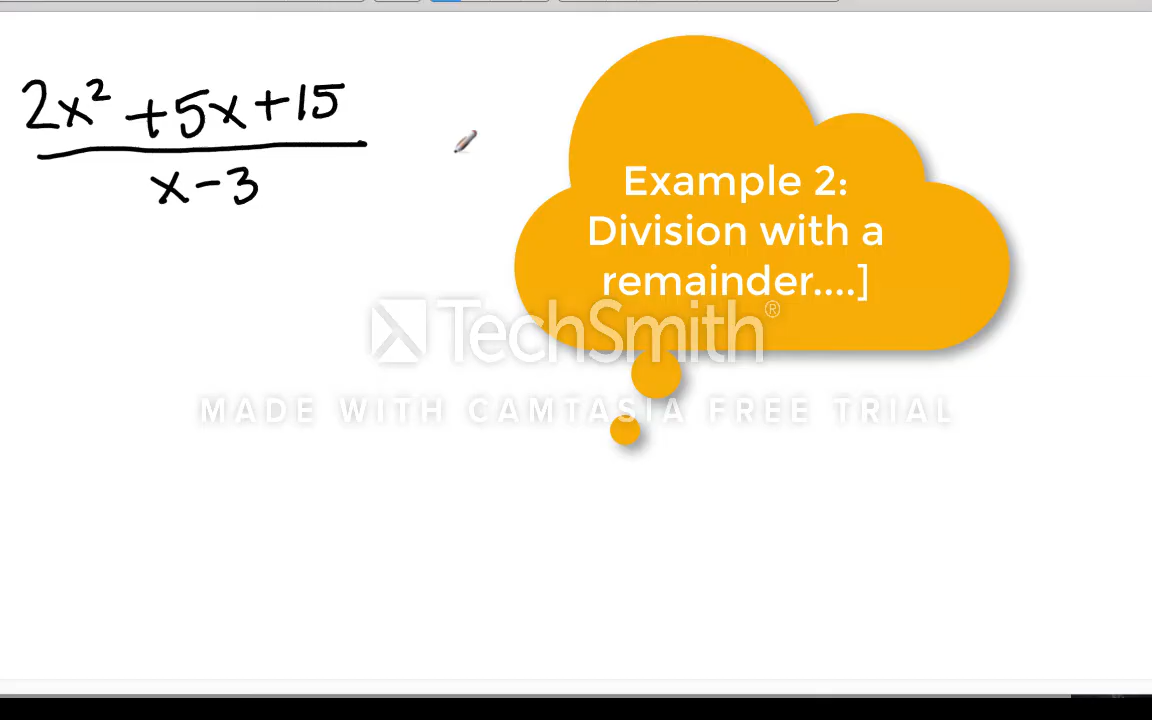 2x² + 5x + 15
x - 3
Example 2:
Division with a
remainder....]
TechSmith®
MADE WITH CAMTASIA FREE TRIAL